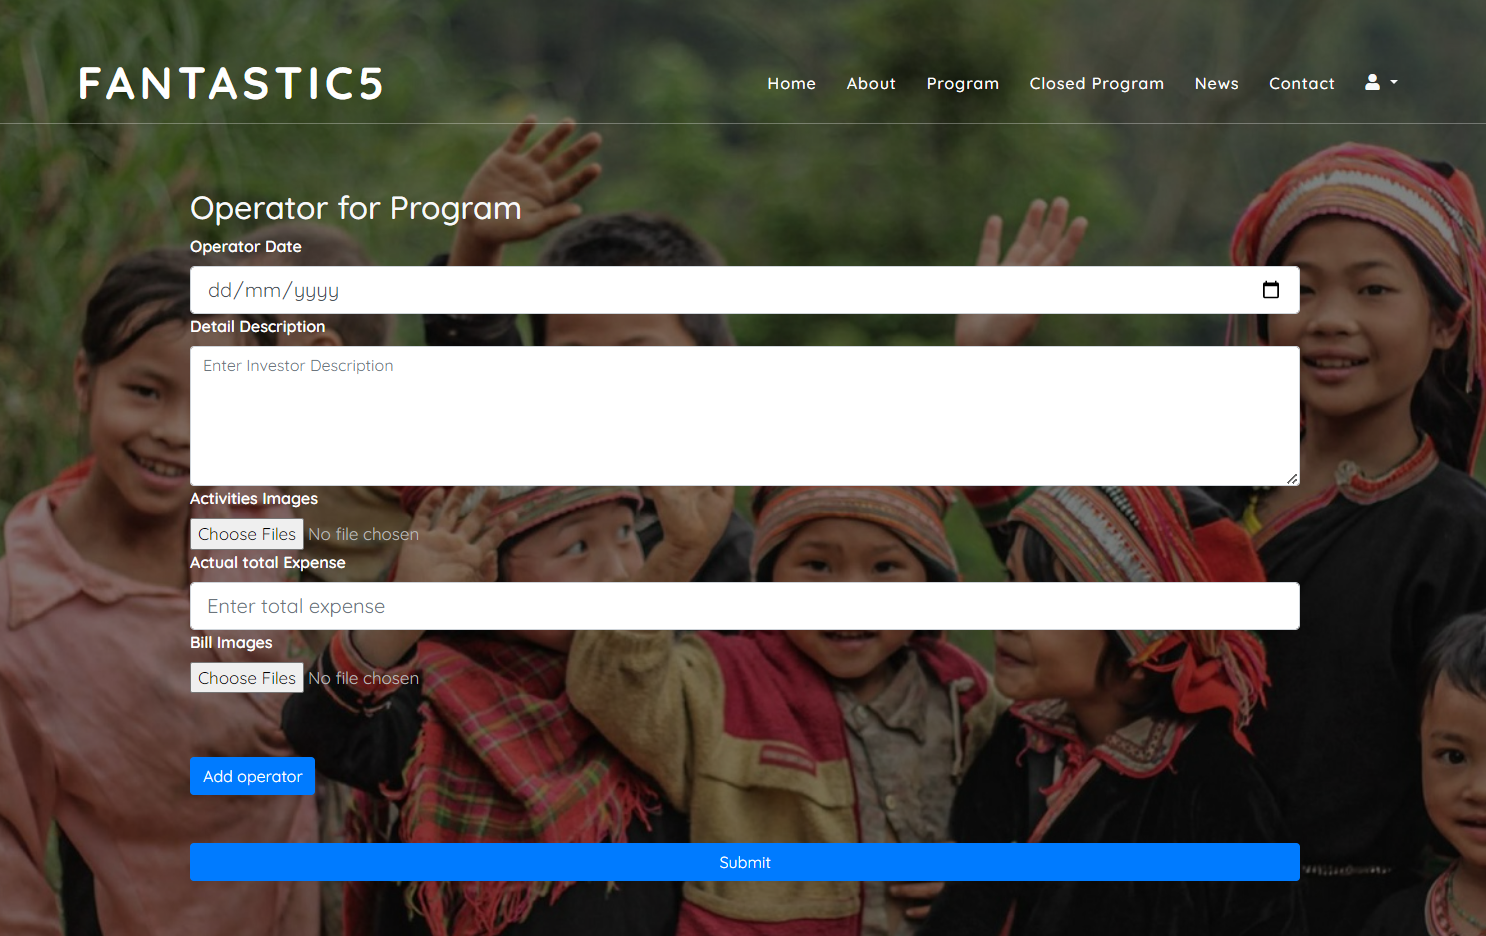 FANTASTIC5
Home About Program Closed Program News Contact
Operator for Program
Operator Date
dd/mm/yyyy
Detail Description
Enter Investor Description
Activities Images
Choose Files No file chosen
Actual total Expense
Enter total expense
Bill Images
Choose Files No file chosen
Add operator
Submit